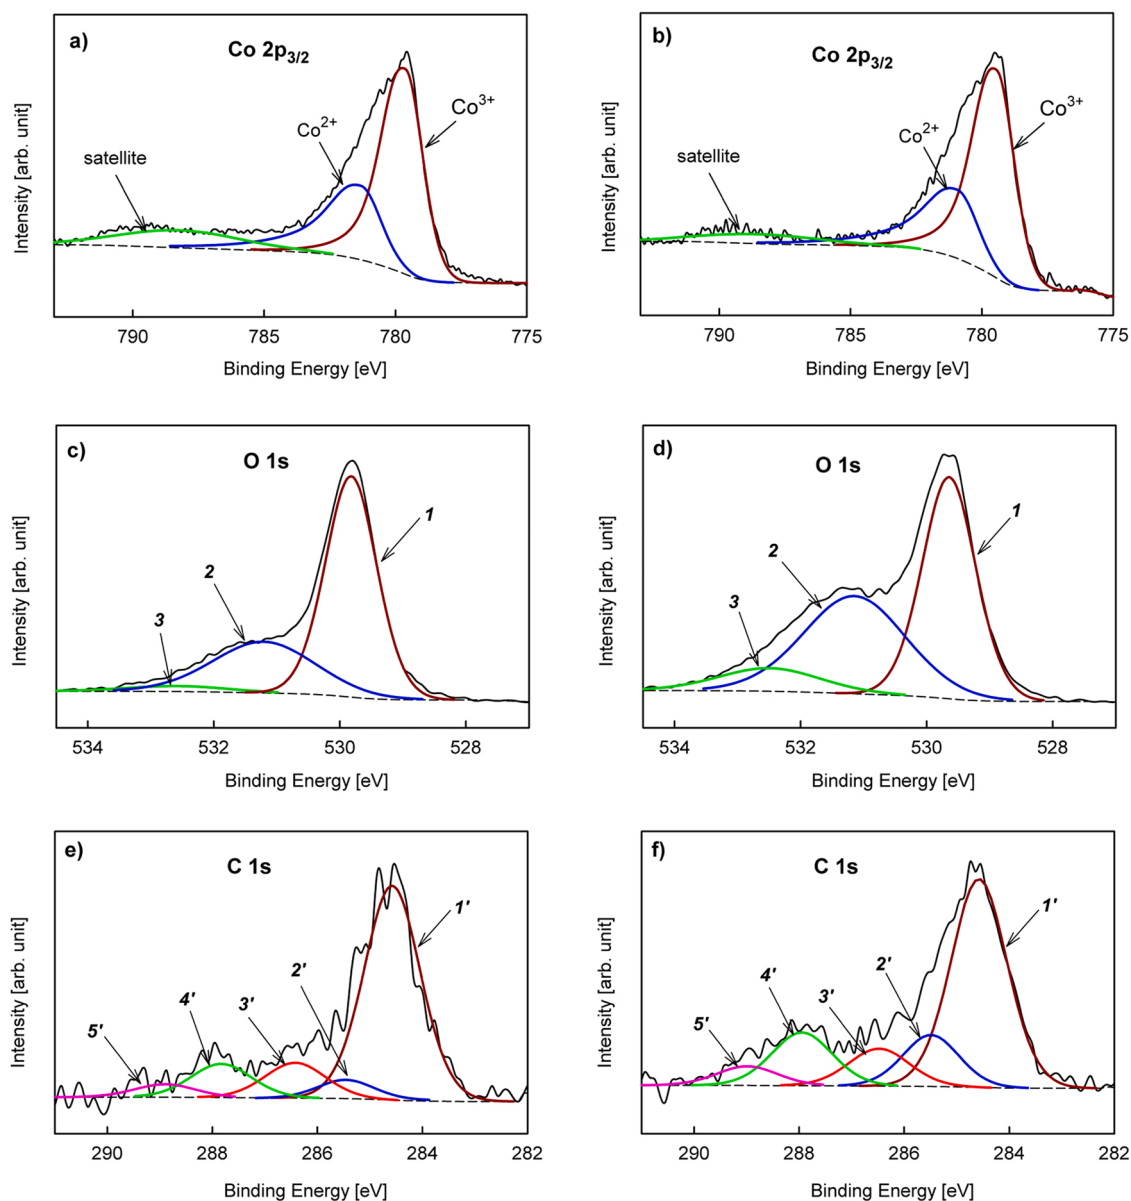 a)
Co 2p3/2
Co3+
Co2+
satellite
Intensity [arb. unit]
790 785 780 775
Binding Energy [eV]
b)
Co 2p3/2
Co3+
Co2+
satellite
Intensity [arb. unit]
790 785 780 775
Binding Energy [eV]
c)
O 1s
1
2
3
Intensity [arb. unit]
534 532 530 528
Binding Energy [eV]
d)
O 1s
1
2
3
Intensity [arb. unit]
534 532 530 528
Binding Energy [eV]
e)
C 1s
1'
2'
3'
4'
5'
Intensity [arb. unit]
290 288 286 284 282
Binding Energy [eV]
f)
C 1s
1'
2'
3'
4'
5'
Intensity [arb. unit]
290 288 286 284 282
Binding Energy [eV]